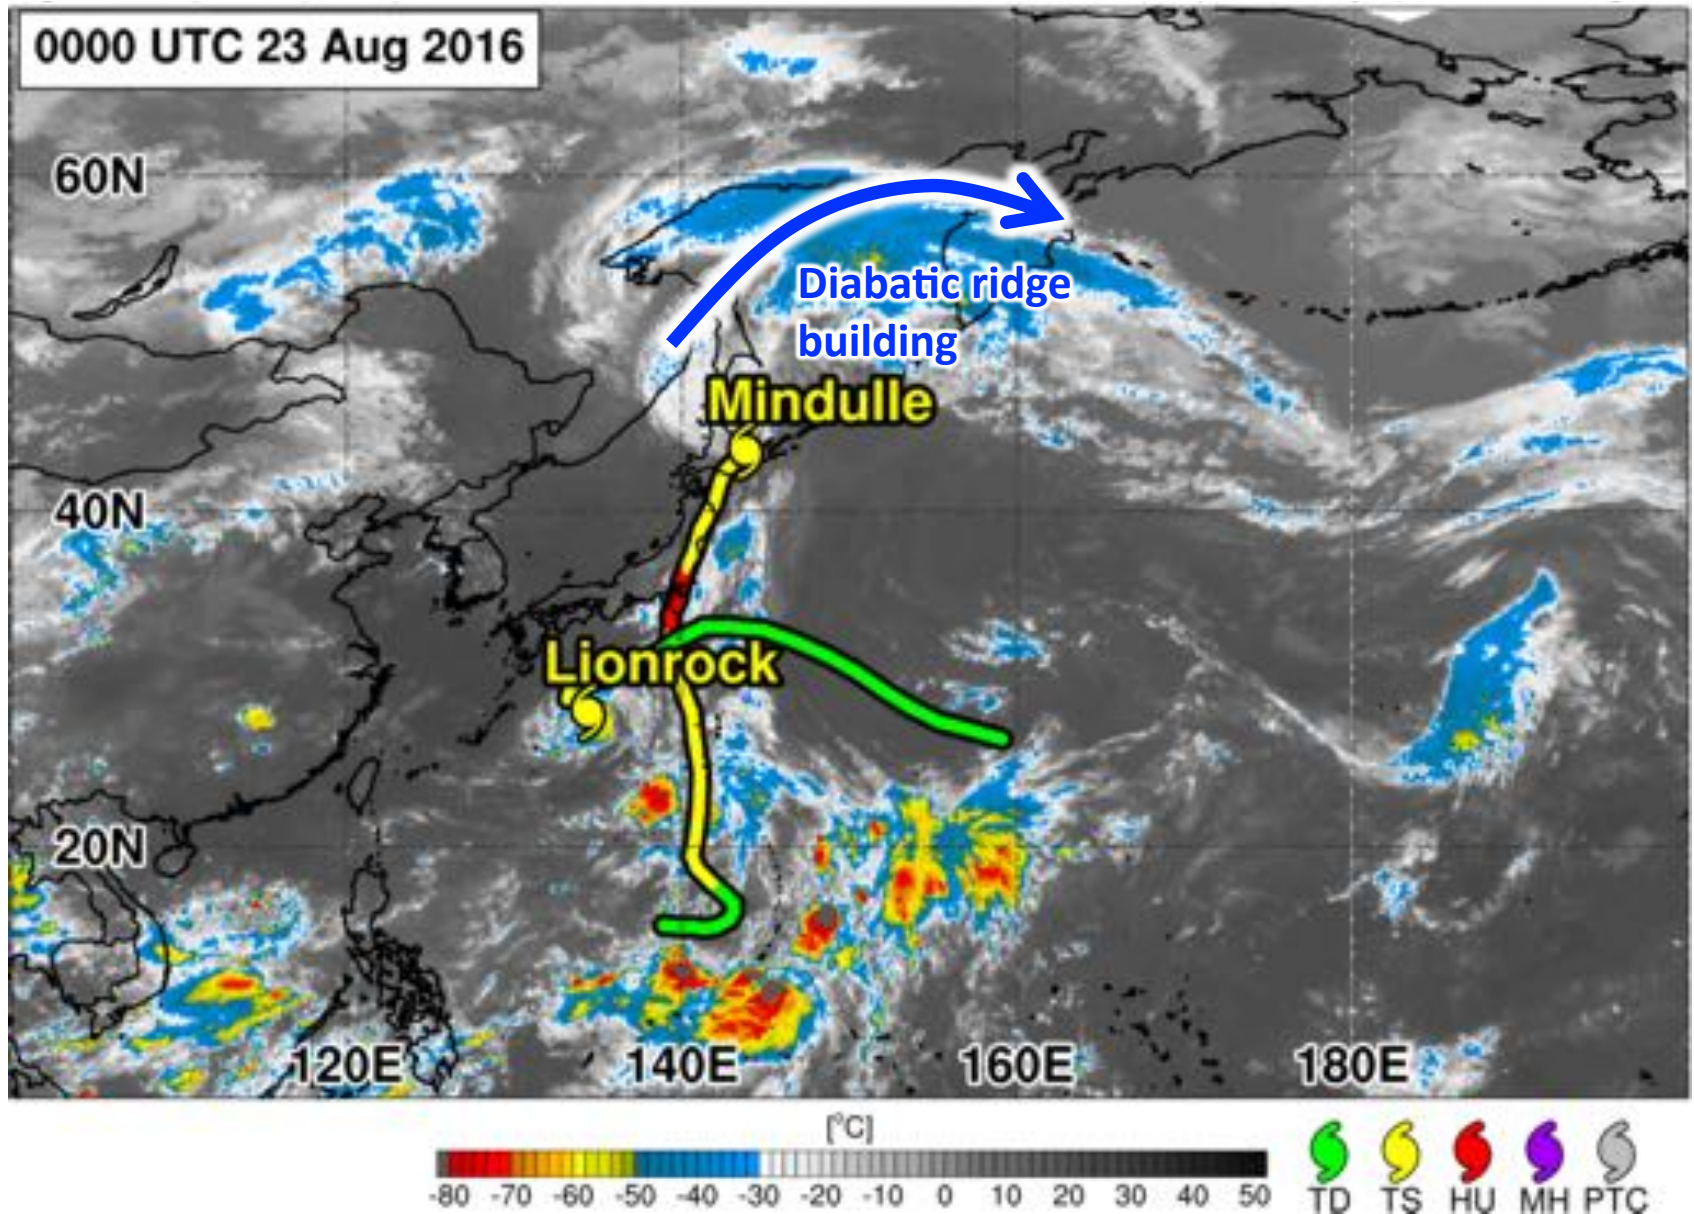 0000 UTC 23 Aug 2016
60N
Diabatic ridge
building
Mindulle
40N
Lionrock
20N
120E 140E 160E 180E
[°C]
-80 -70 -60 -50 -40 -30 -20 -10 0 10 20 30 40 50
TD TS HU MH PTC